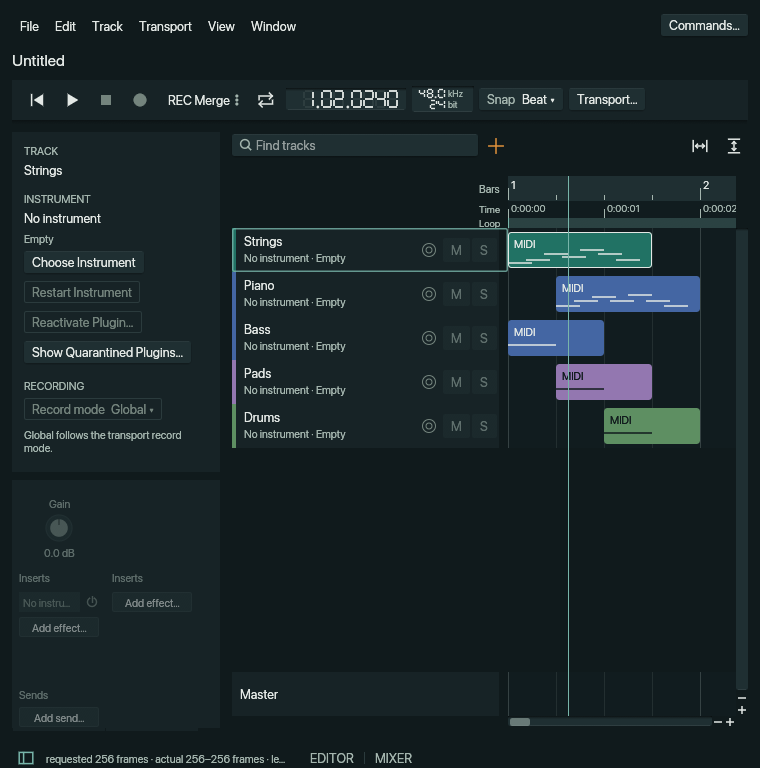 File Edit Track Transport View Window Commands...
Untitled
REC Merge 1.02.0240 48.0 kHz 24 bit Snap Beat Transport...
TRACK
Strings
INSTRUMENT
No instrument
Empty
Choose Instrument
Restart Instrument
Reactivate Plugin...
Show Quarantined Plugins...
RECORDING
Record mode Global
Global follows the transport record
mode.
Gain
0.0 dB
Inserts Inserts
No instru... Add effect...
Add effect...
Sends
Add send...
Find tracks
Bars 1 2
Time 0:00:00 0:00:01 0:00:02
Loop
Strings
No instrument · Empty M S MIDI
Piano
No instrument · Empty M S MIDI
Bass
No instrument · Empty M S MIDI
Pads
No instrument · Empty M S MIDI
Drums
No instrument · Empty M S MIDI
Master
requested 256 frames · actual 256–256 frames · le... EDITOR MIXER